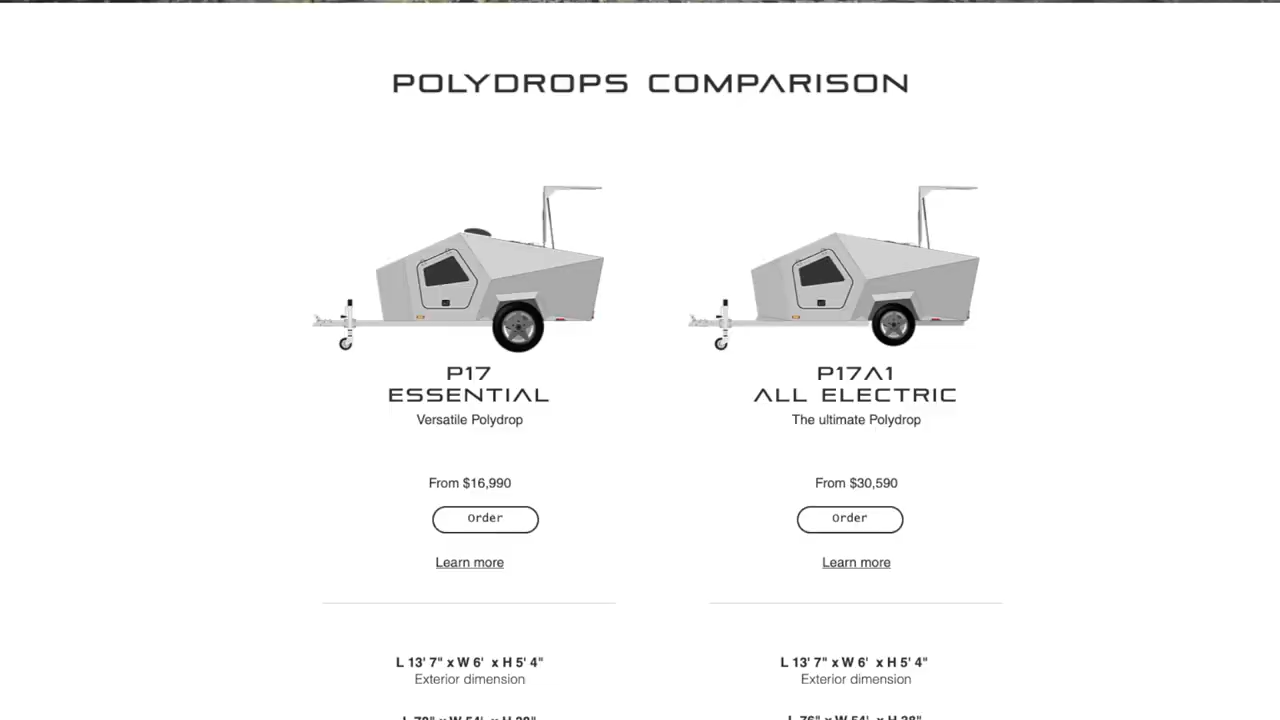 POLYDROPS COMPARISON
P17
ESSENTIAL
Versatile Polydrop
From $16,990
Order
Learn more
L 13' 7" x W 6'  x H 5' 4"
Exterior dimension
P17A1
ALL ELECTRIC
The ultimate Polydrop
From $30,590
Order
Learn more
L 13' 7" x W 6'  x H 5' 4"
Exterior dimension